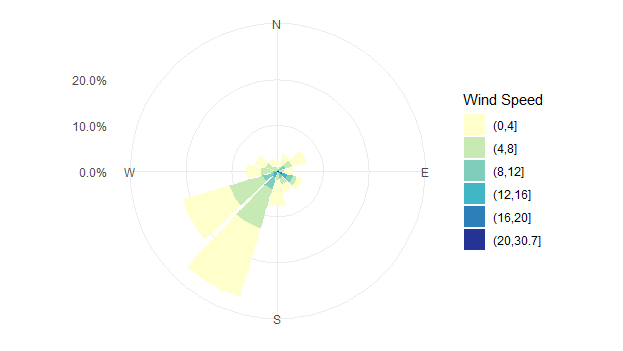 N
20.0%
10.0%
0.0%
W
E
S
Wind Speed
(0,4]
(4,8]
(8,12]
(12,16]
(16,20]
(20,30.7]